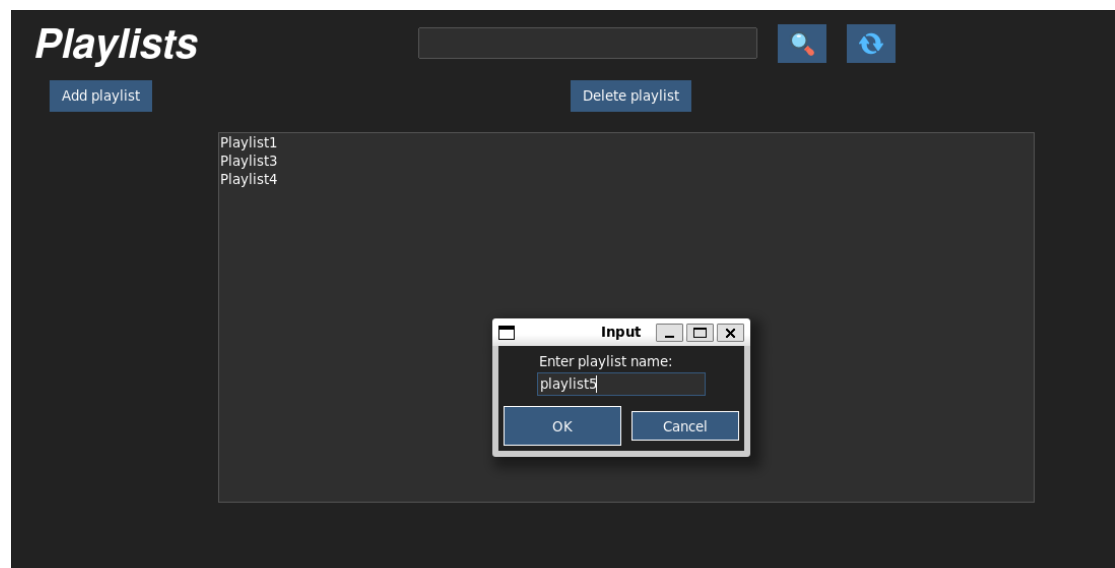 Playlists
Add playlist
Delete playlist
Playlist1
Playlist3
Playlist4
Input
Enter playlist name:
playlist5
OK
Cancel